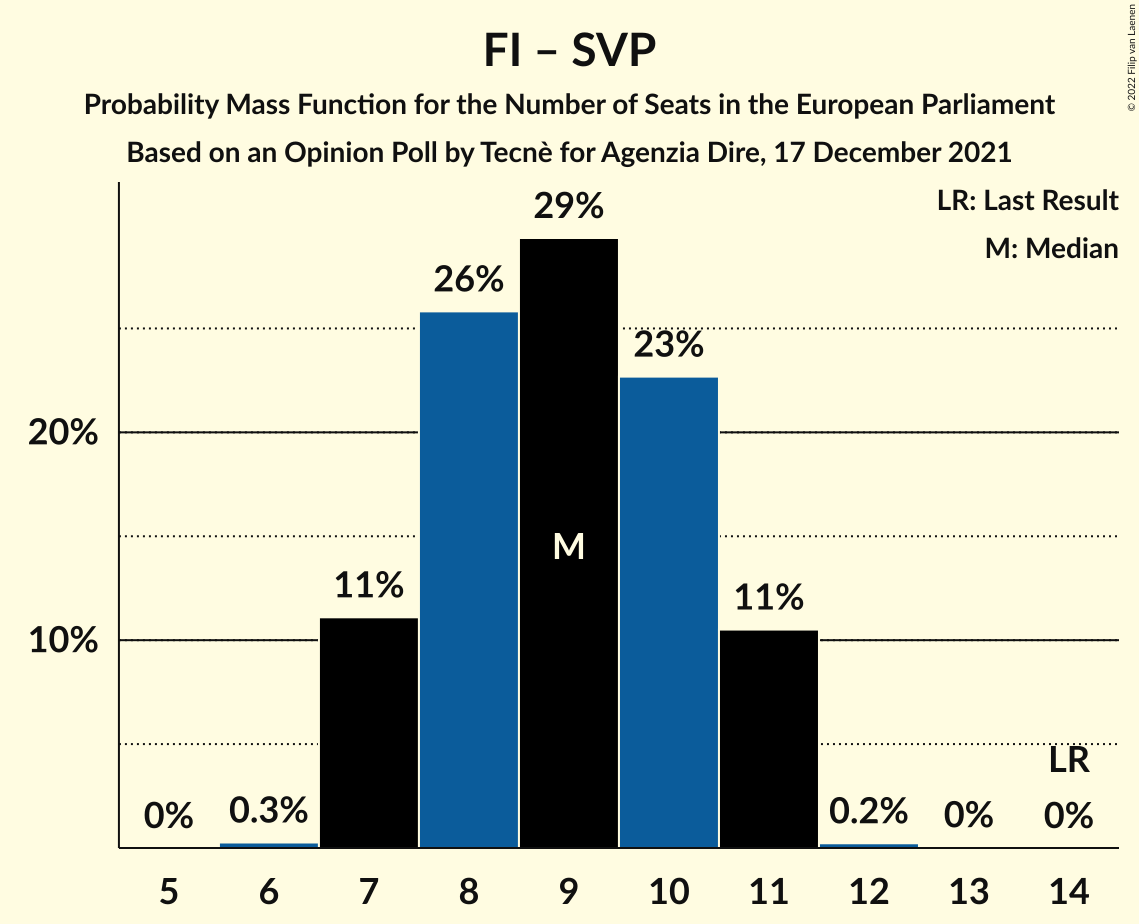 FI – SVP
Probability Mass Function for the Number of Seats in the European Parliament
Based on an Opinion Poll by Tecnè for Agenzia Dire, 17 December 2021
© 2022 Filip van Laenen
LR: Last Result
M: Median
20%
10%
0%
0.3%
11%
26%
29%
23%
11%
0.2%
0%
0%
M
LR
5 6 7 8 9 10 11 12 13 14